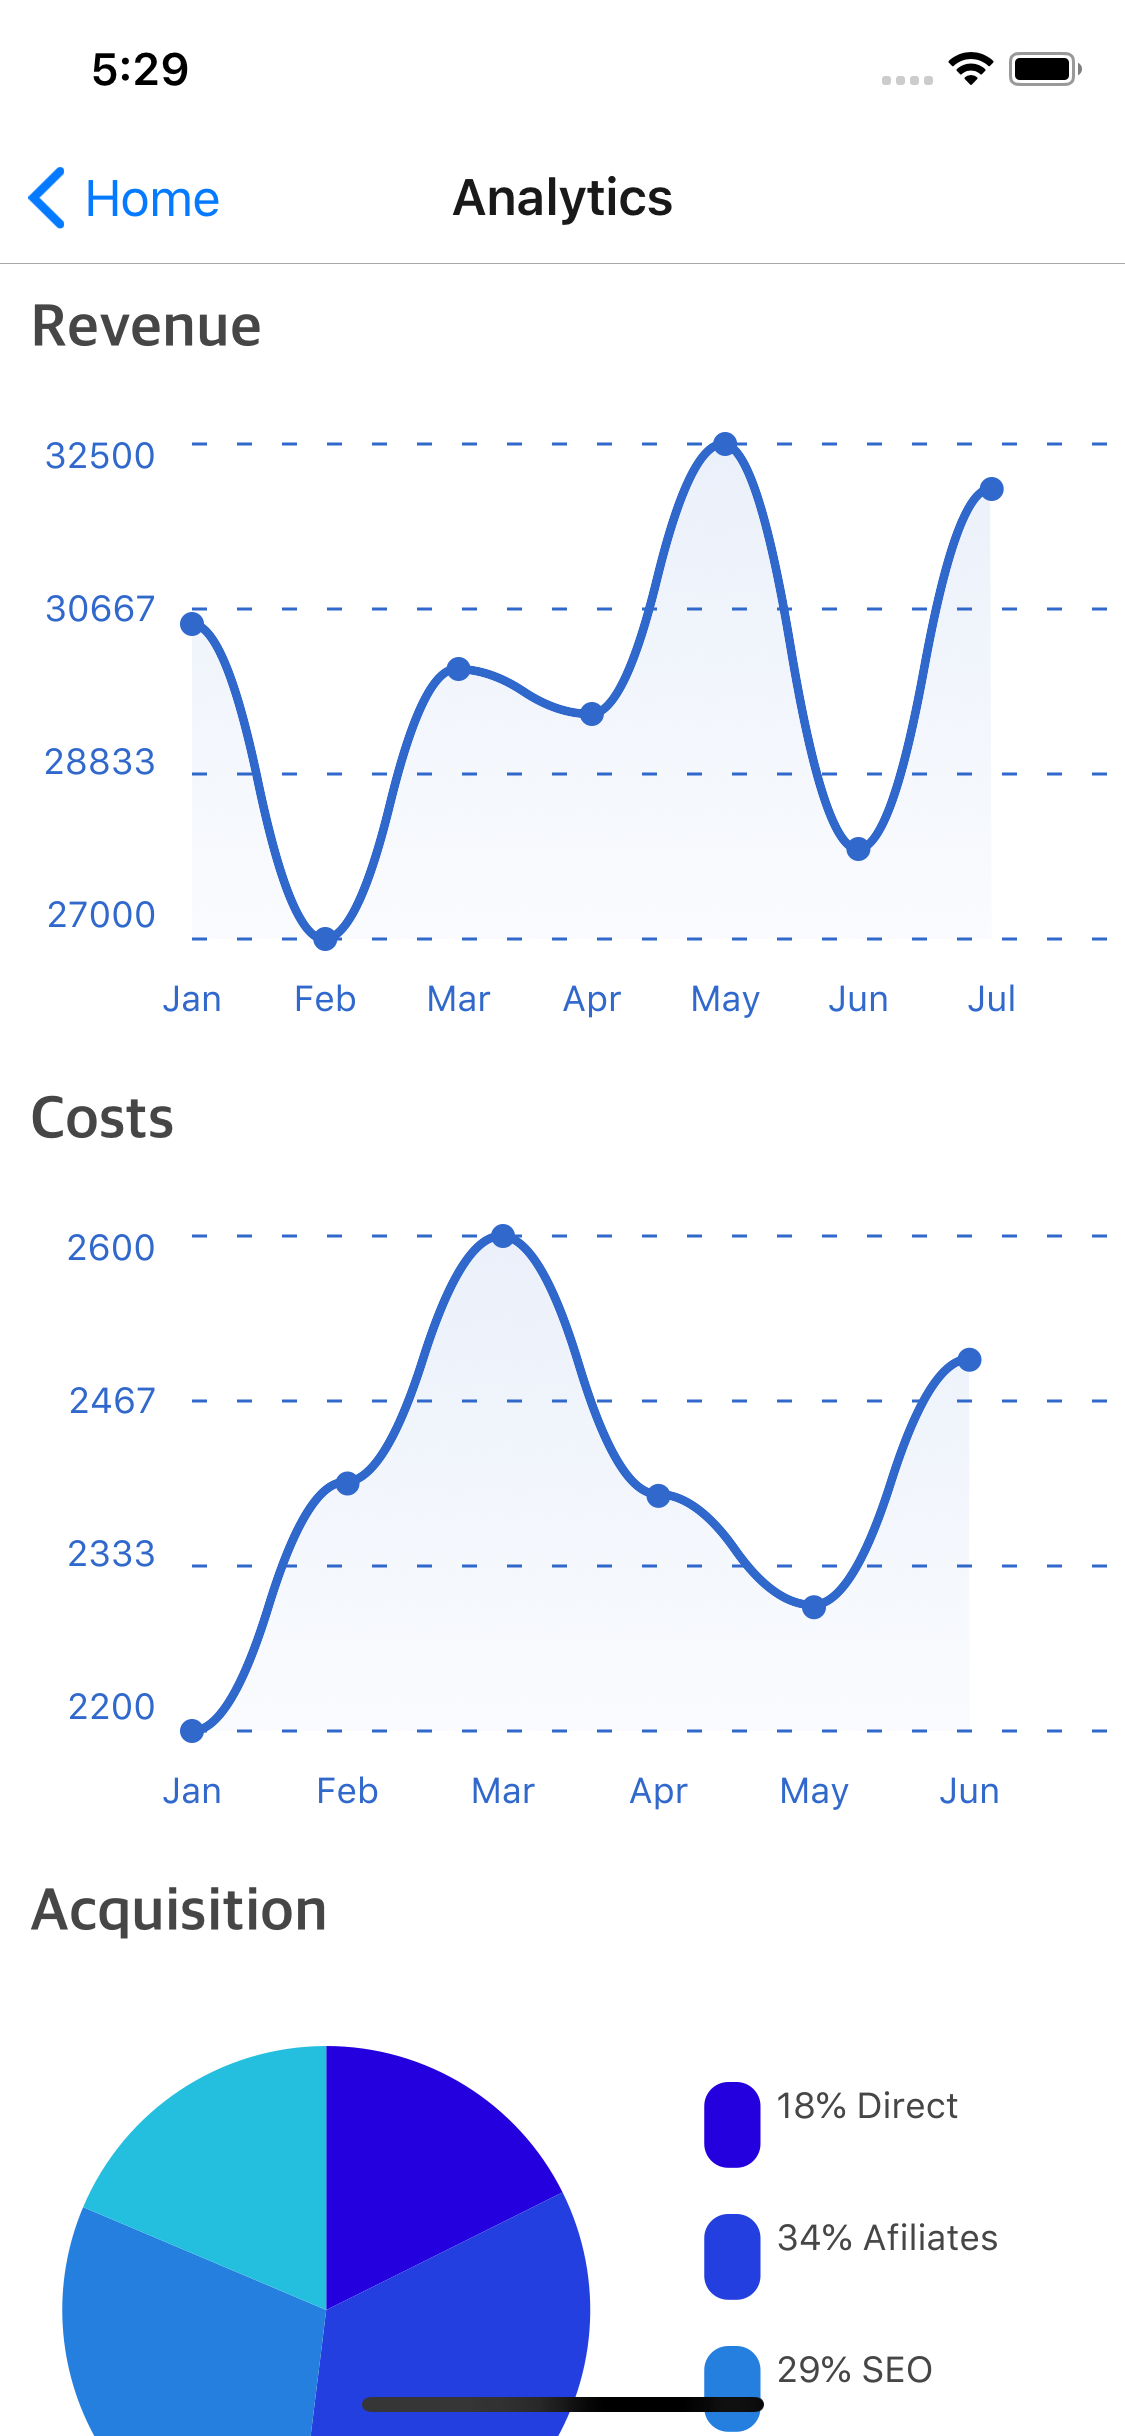 5:29
Home
Analytics
Revenue
32500
30667
28833
27000
Jan Feb Mar Apr May Jun Jul
Costs
2600
2467
2333
2200
Jan Feb Mar Apr May Jun
Acquisition
18% Direct
34% Afiliates
29% SEO